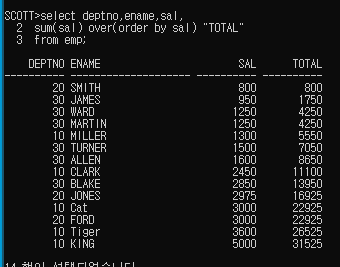 SCOTT>select deptno,ename,sal,
  2  sum(sal) over(order by sal) "TOTAL"
  3  from emp;
    DEPTNO ENAME                       SAL      TOTAL
---------- -------------------- ---------- ----------
        20 SMITH                       800        800
        30 JAMES                       950       1750
        30 WARD                       1250       4250
        30 MARTIN                     1250       4250
        10 MILLER                     1300       5550
        30 TURNER                     1500       7050
        30 ALLEN                      1600       8650
        10 CLARK                      2450      11100
        30 BLAKE                      2850      13950
        20 JONES                      2975      16925
        10 Cat                        3000      22925
        20 FORD                       3000      22925
        10 Tiger                      3600      26525
        10 KING                       5000      31525
14 행이 선택되었습니다